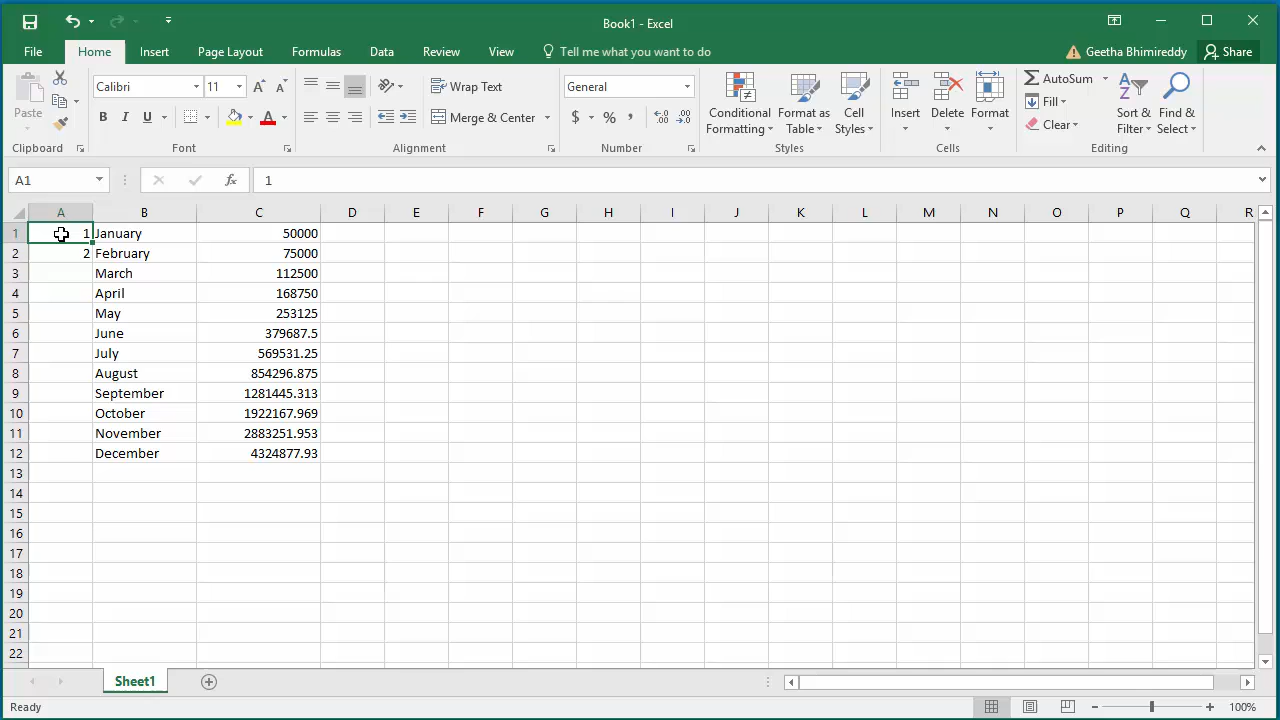 Book1 - Excel
File Home Insert Page Layout Formulas Data Review View Tell me what you want to do Geetha Bhimireddy Share
Paste
Clipboard
Calibri 11
B I U
Font
Wrap Text
Merge & Center
Alignment
General
$ % ,
Number
Conditional Formatting
Format as Table
Cell Styles
Styles
Insert
Delete
Format
Cells
AutoSum
Fill
Clear
Sort & Filter
Find & Select
Editing
A1 fx 1
A B C D E F G H I J K L M N O P Q R
1 1 January 50000
2 2 February 75000
3 March 112500
4 April 168750
5 May 253125
6 June 379687.5
7 July 569531.25
8 August 854296.875
9 September 1281445.313
10 October 1922167.969
11 November 2883251.953
12 December 4324877.93
13
14
15
16
17
18
19
20
21
22
Sheet1
Ready 100%